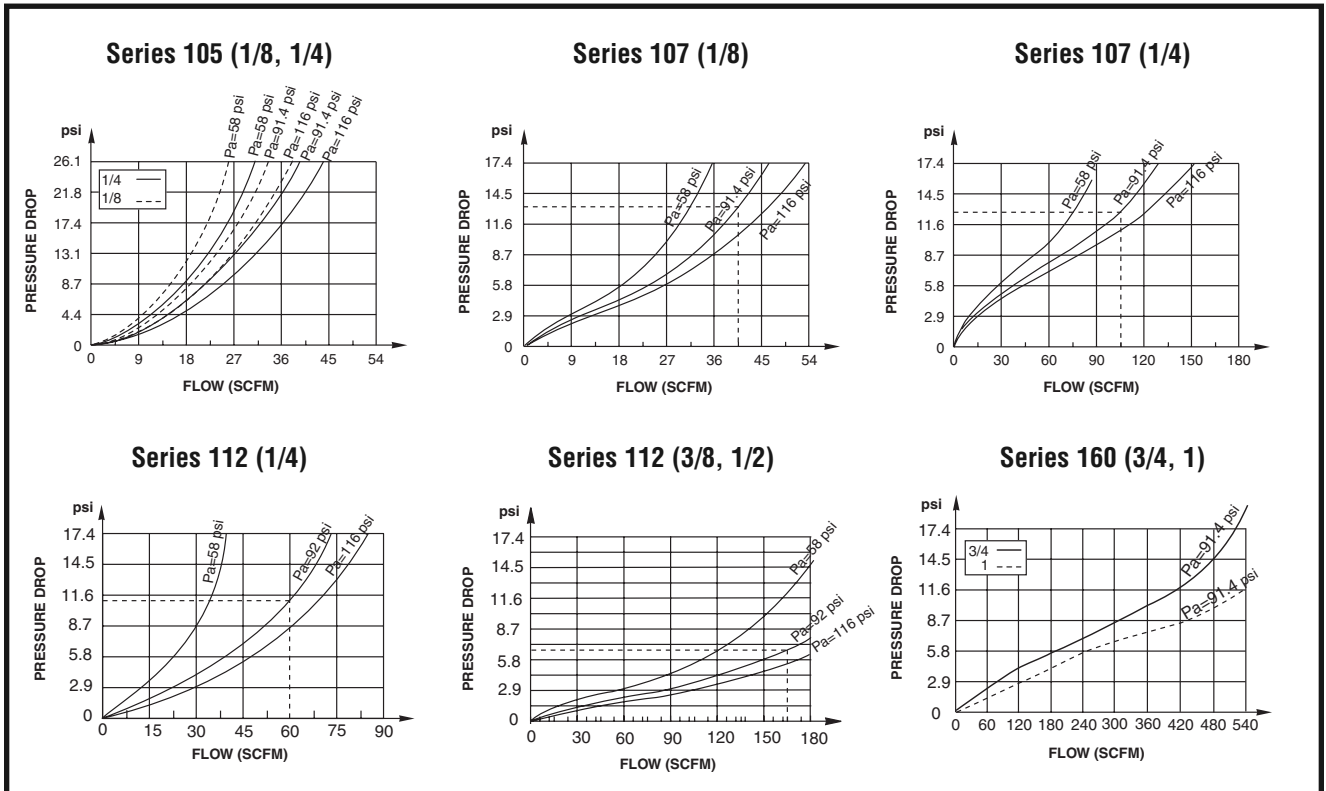 Series 105 (1/8, 1/4)
psi
PRESSURE DROP
26.1
21.8
17.4
13.1
8.7
4.4
0
1/4
1/8
Pa=58 psi
Pa=58 psi
Pa=91.4 psi
Pa=116 psi
Pa=91.4 psi
Pa=116 psi
0 9 18 27 36 45 54
FLOW (SCFM)
Series 107 (1/8)
psi
PRESSURE DROP
17.4
14.5
11.6
8.7
5.8
2.9
0
Pa=58 psi
Pa=91.4 psi
Pa=116 psi
0 9 18 27 36 45 54
FLOW (SCFM)
Series 107 (1/4)
psi
PRESSURE DROP
17.4
14.5
11.6
8.7
5.8
2.9
0
Pa=58 psi
Pa=91.4 psi
Pa=116 psi
0 30 60 90 120 150 180
FLOW (SCFM)
Series 112 (1/4)
psi
PRESSURE DROP
17.4
14.5
11.6
8.7
5.8
2.9
0
Pa=58 psi
Pa=92 psi
Pa=116 psi
0 15 30 45 60 75 90
FLOW (SCFM)
Series 112 (3/8, 1/2)
psi
PRESSURE DROP
17.4
14.5
11.6
8.7
5.8
2.9
0
Pa=58 psi
Pa=92 psi
Pa=116 psi
0 30 60 90 120 150 180
FLOW (SCFM)
Series 160 (3/4, 1)
psi
PRESSURE DROP
17.4
14.5
11.6
8.7
5.8
2.9
0
3/4
1
Pa=91.4 psi
Pa=91.4 psi
0 60 120 180 240 300 360 420 480 540
FLOW (SCFM)